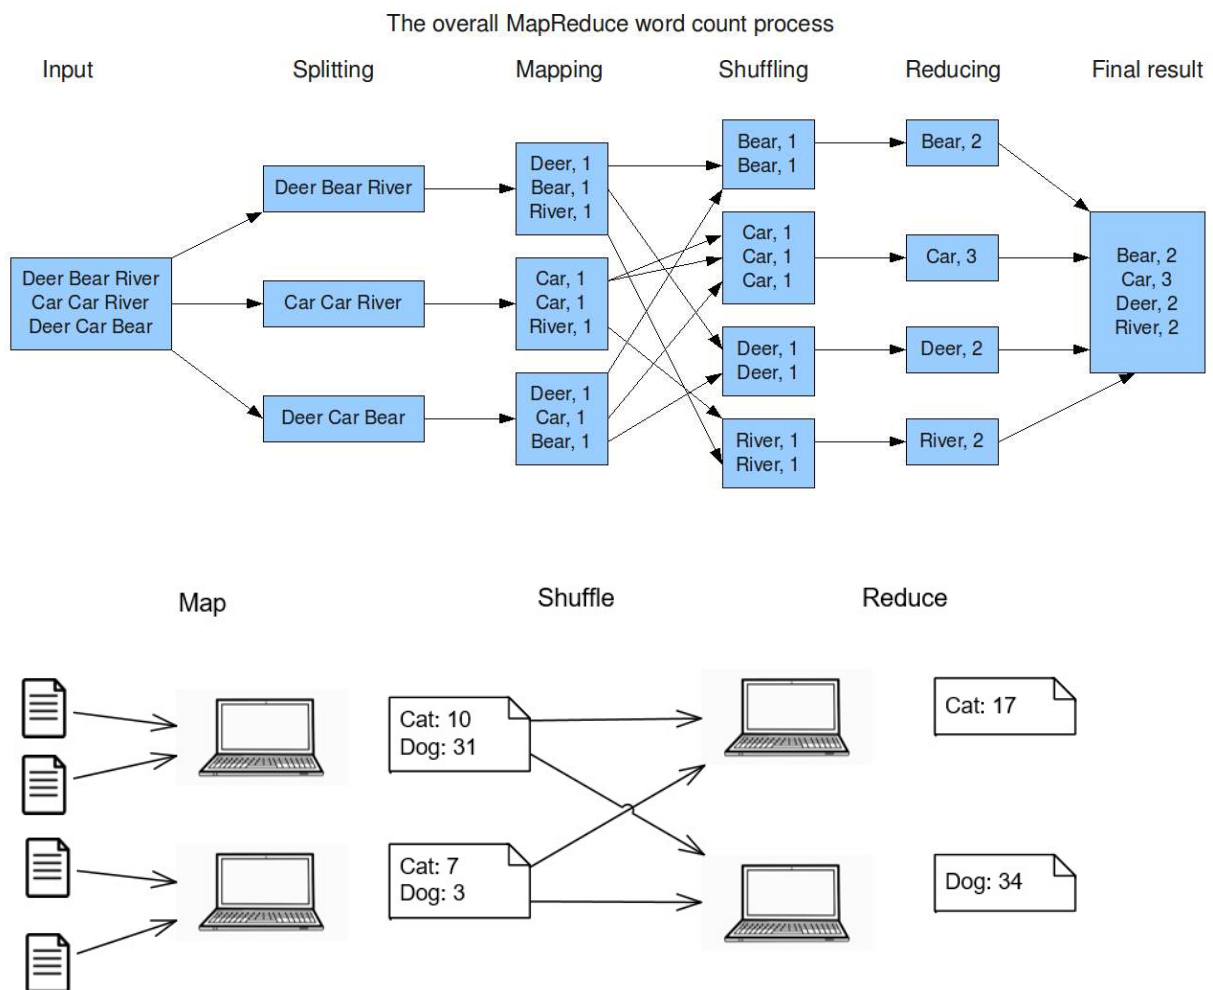 The overall MapReduce word count process
Input
Splitting
Mapping
Shuffling
Reducing
Final result
Deer Bear River
Car Car River
Deer Car Bear
Deer Bear River
Car Car River
Deer Car Bear
Deer, 1
Bear, 1
River, 1
Car, 1
Car, 1
River, 1
Deer, 1
Car, 1
Bear, 1
Bear, 1
Bear, 1
Car, 1
Car, 1
Car, 1
Deer, 1
Deer, 1
River, 1
River, 1
Bear, 2
Car, 3
Deer, 2
River, 2
Bear, 2
Car, 3
Deer, 2
River, 2
Map
Shuffle
Reduce
Cat: 10
Dog: 31
Cat: 7
Dog: 3
Cat: 17
Dog: 34